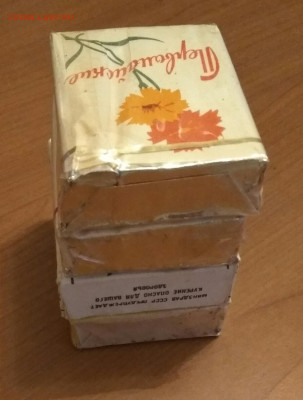 Первомайские
МИНЗДРАВ СССР ПРЕДУПРЕЖДАЕТ:
КУРЕНИЕ ОПАСНО ДЛЯ ВАШЕГО
ЗДОРОВЬЯ